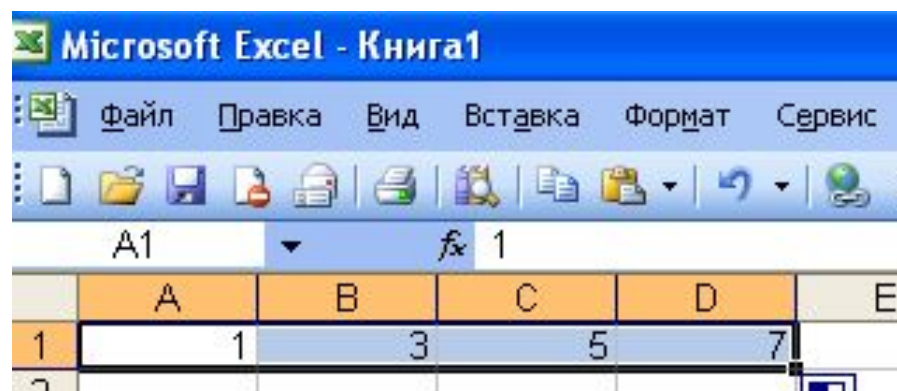 Microsoft Excel - Книга1
Файл Правка Вид Вставка Формат Сервис
A1 fx 1
A B C D E
1 1 3 5 7